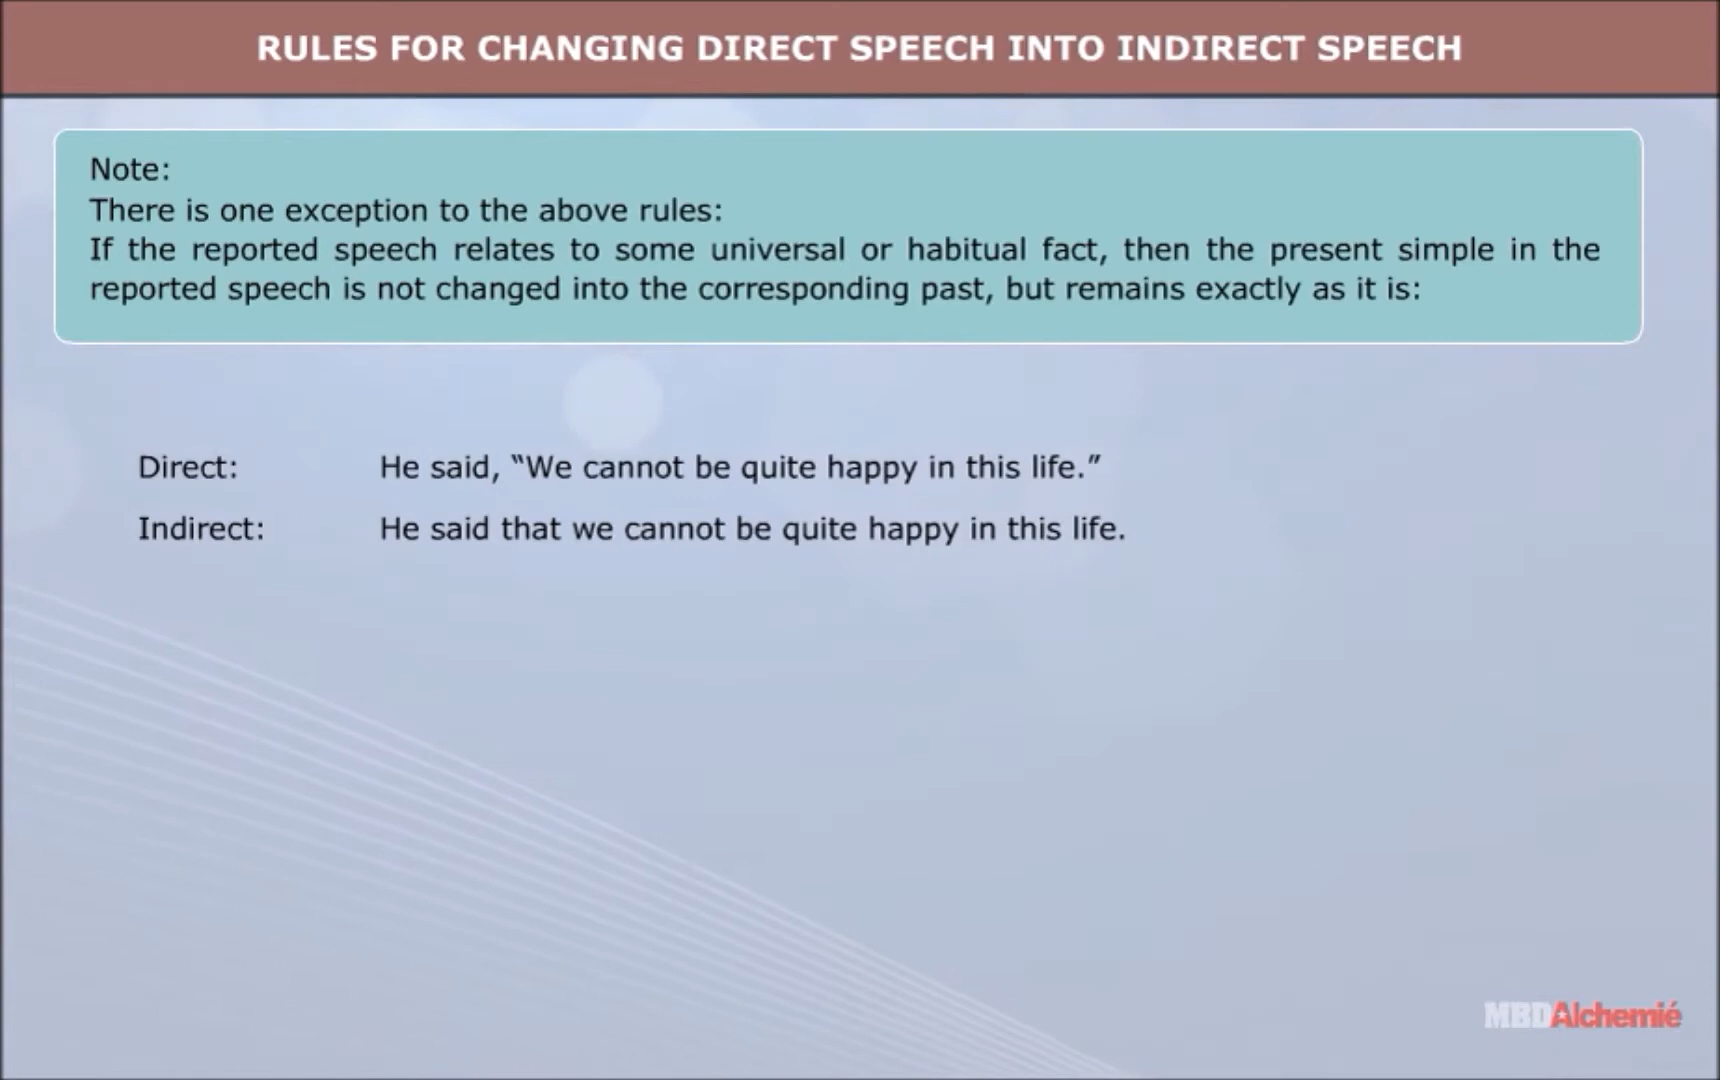 RULES FOR CHANGING DIRECT SPEECH INTO INDIRECT SPEECH
Note:
There is one exception to the above rules:
If the reported speech relates to some universal or habitual fact, then the present simple in the
reported speech is not changed into the corresponding past, but remains exactly as it is:
Direct: He said, “We cannot be quite happy in this life.”
Indirect: He said that we cannot be quite happy in this life.
MBDAlchemié